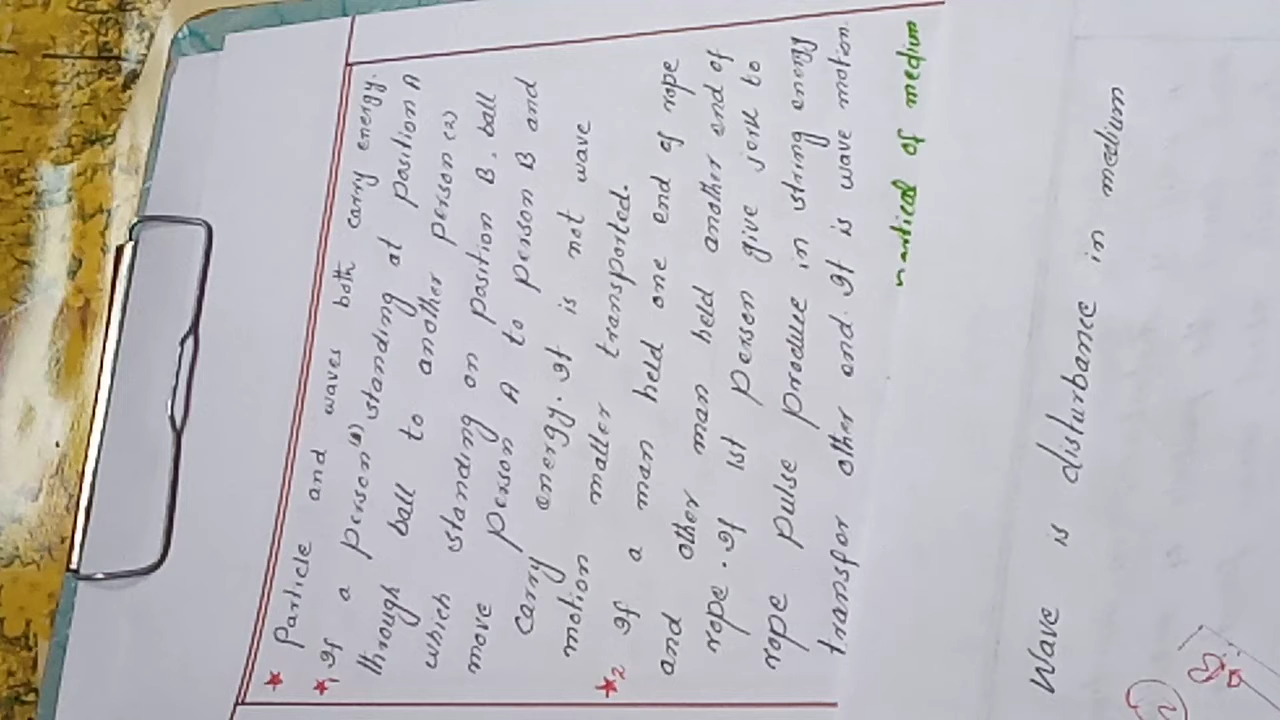 ★ Particle and waves both carry energy.
★1 If a person (1) standing at position A
through ball to another person (2)
which standing on position B, ball
move person A to person B and
carry energy. It is not wave
motion matter transported.
★2 If a man held one end of rope
and other man held another end of
rope. If 1st person give jerk to
rope pulse produce in string energy
transfor other end. It is wave motion.
of medium
Wave is disturbance in medium
2